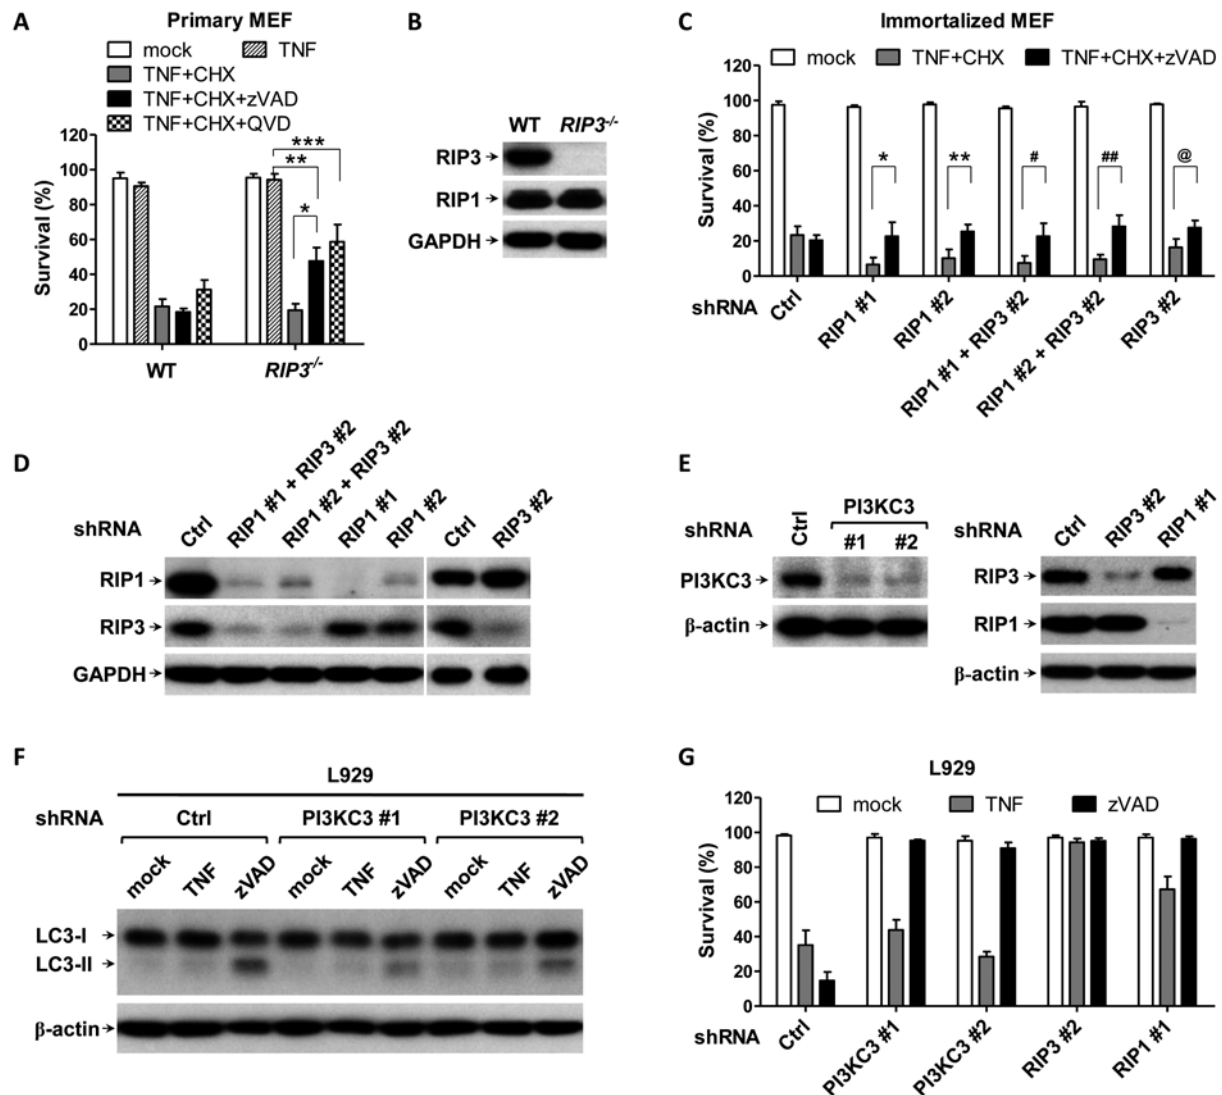 A
Primary MEF
mock
TNF
TNF+CHX
TNF+CHX+zVAD
TNF+CHX+QVD
Survival (%)
120
100
80
60
40
20
0
***
**
*
WT
RIP3-/-
B
WT
RIP3-/-
RIP3
RIP1
GAPDH
C
Immortalized MEF
mock
TNF+CHX
TNF+CHX+zVAD
Survival (%)
120
100
80
60
40
20
0
*
**
#
##
@
shRNA
Ctrl
RIP1 #1
RIP1 #2
RIP1 #1 + RIP3 #2
RIP1 #2 + RIP3 #2
RIP3 #2
D
shRNA
Ctrl
RIP1 #1 + RIP3 #2
RIP1 #2 + RIP3 #2
RIP1 #1
RIP1 #2
Ctrl
RIP3 #2
RIP1
RIP3
GAPDH
E
shRNA
Ctrl
PI3KC3
#1
#2
PI3KC3
β-actin
shRNA
Ctrl
RIP3 #2
RIP1 #1
RIP3
RIP1
β-actin
F
L929
shRNA
Ctrl
PI3KC3 #1
PI3KC3 #2
mock
TNF
zVAD
mock
TNF
zVAD
mock
TNF
zVAD
LC3-I
LC3-II
β-actin
G
L929
mock
TNF
zVAD
Survival (%)
120
100
80
60
40
20
0
shRNA
Ctrl
PI3KC3 #1
PI3KC3 #2
RIP3 #2
RIP1 #1